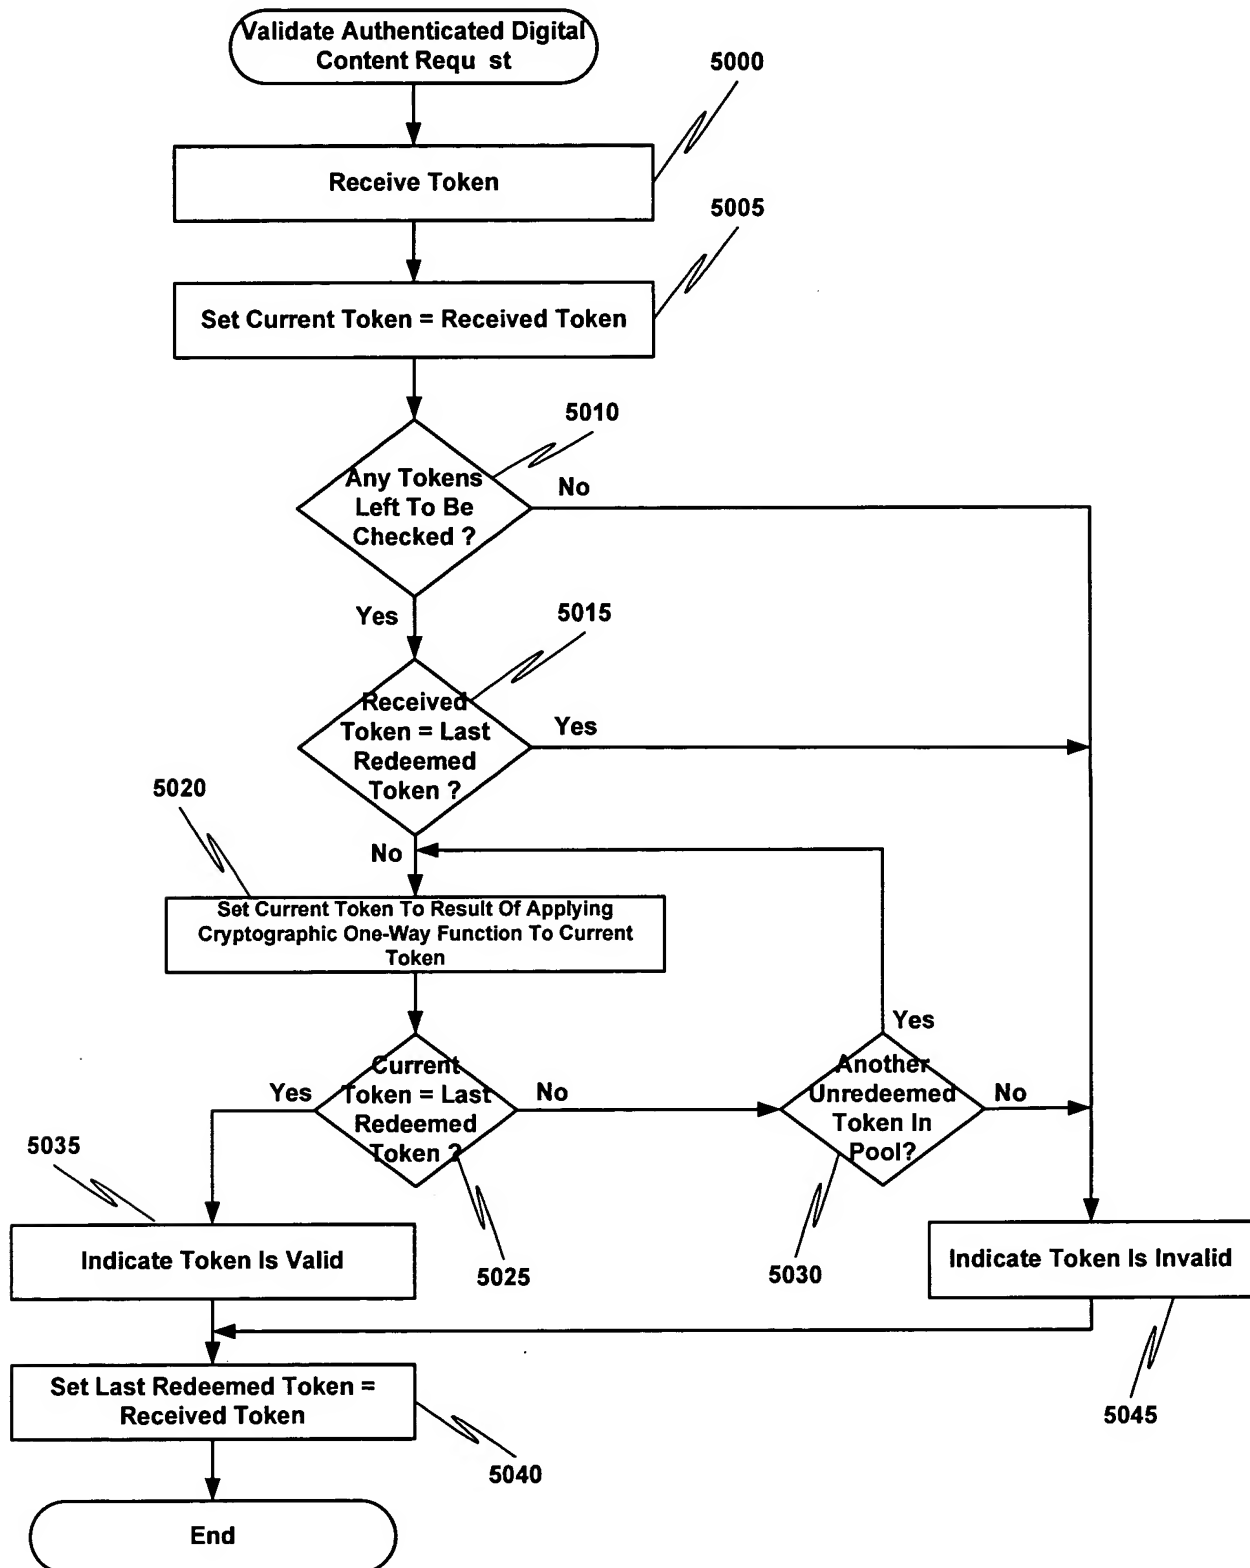 Validate Authenticated Digital
Content Requ st
5000
Receive Token
5005
Set Current Token = Received Token
5010
Any Tokens
Left To Be
Checked ?
No
Yes
5015
Received
Token = Last
Redeemed
Token ?
Yes
5020
No
Set Current Token To Result Of Applying
Cryptographic One-Way Function To Current
Token
Yes
Current
Token = Last
Redeemed
Token ?
Yes
No
Another
Unredeemed
Token In
Pool?
No
5035
Indicate Token Is Valid
5025
5030
Indicate Token Is Invalid
Set Last Redeemed Token =
Received Token
5045
5040
End